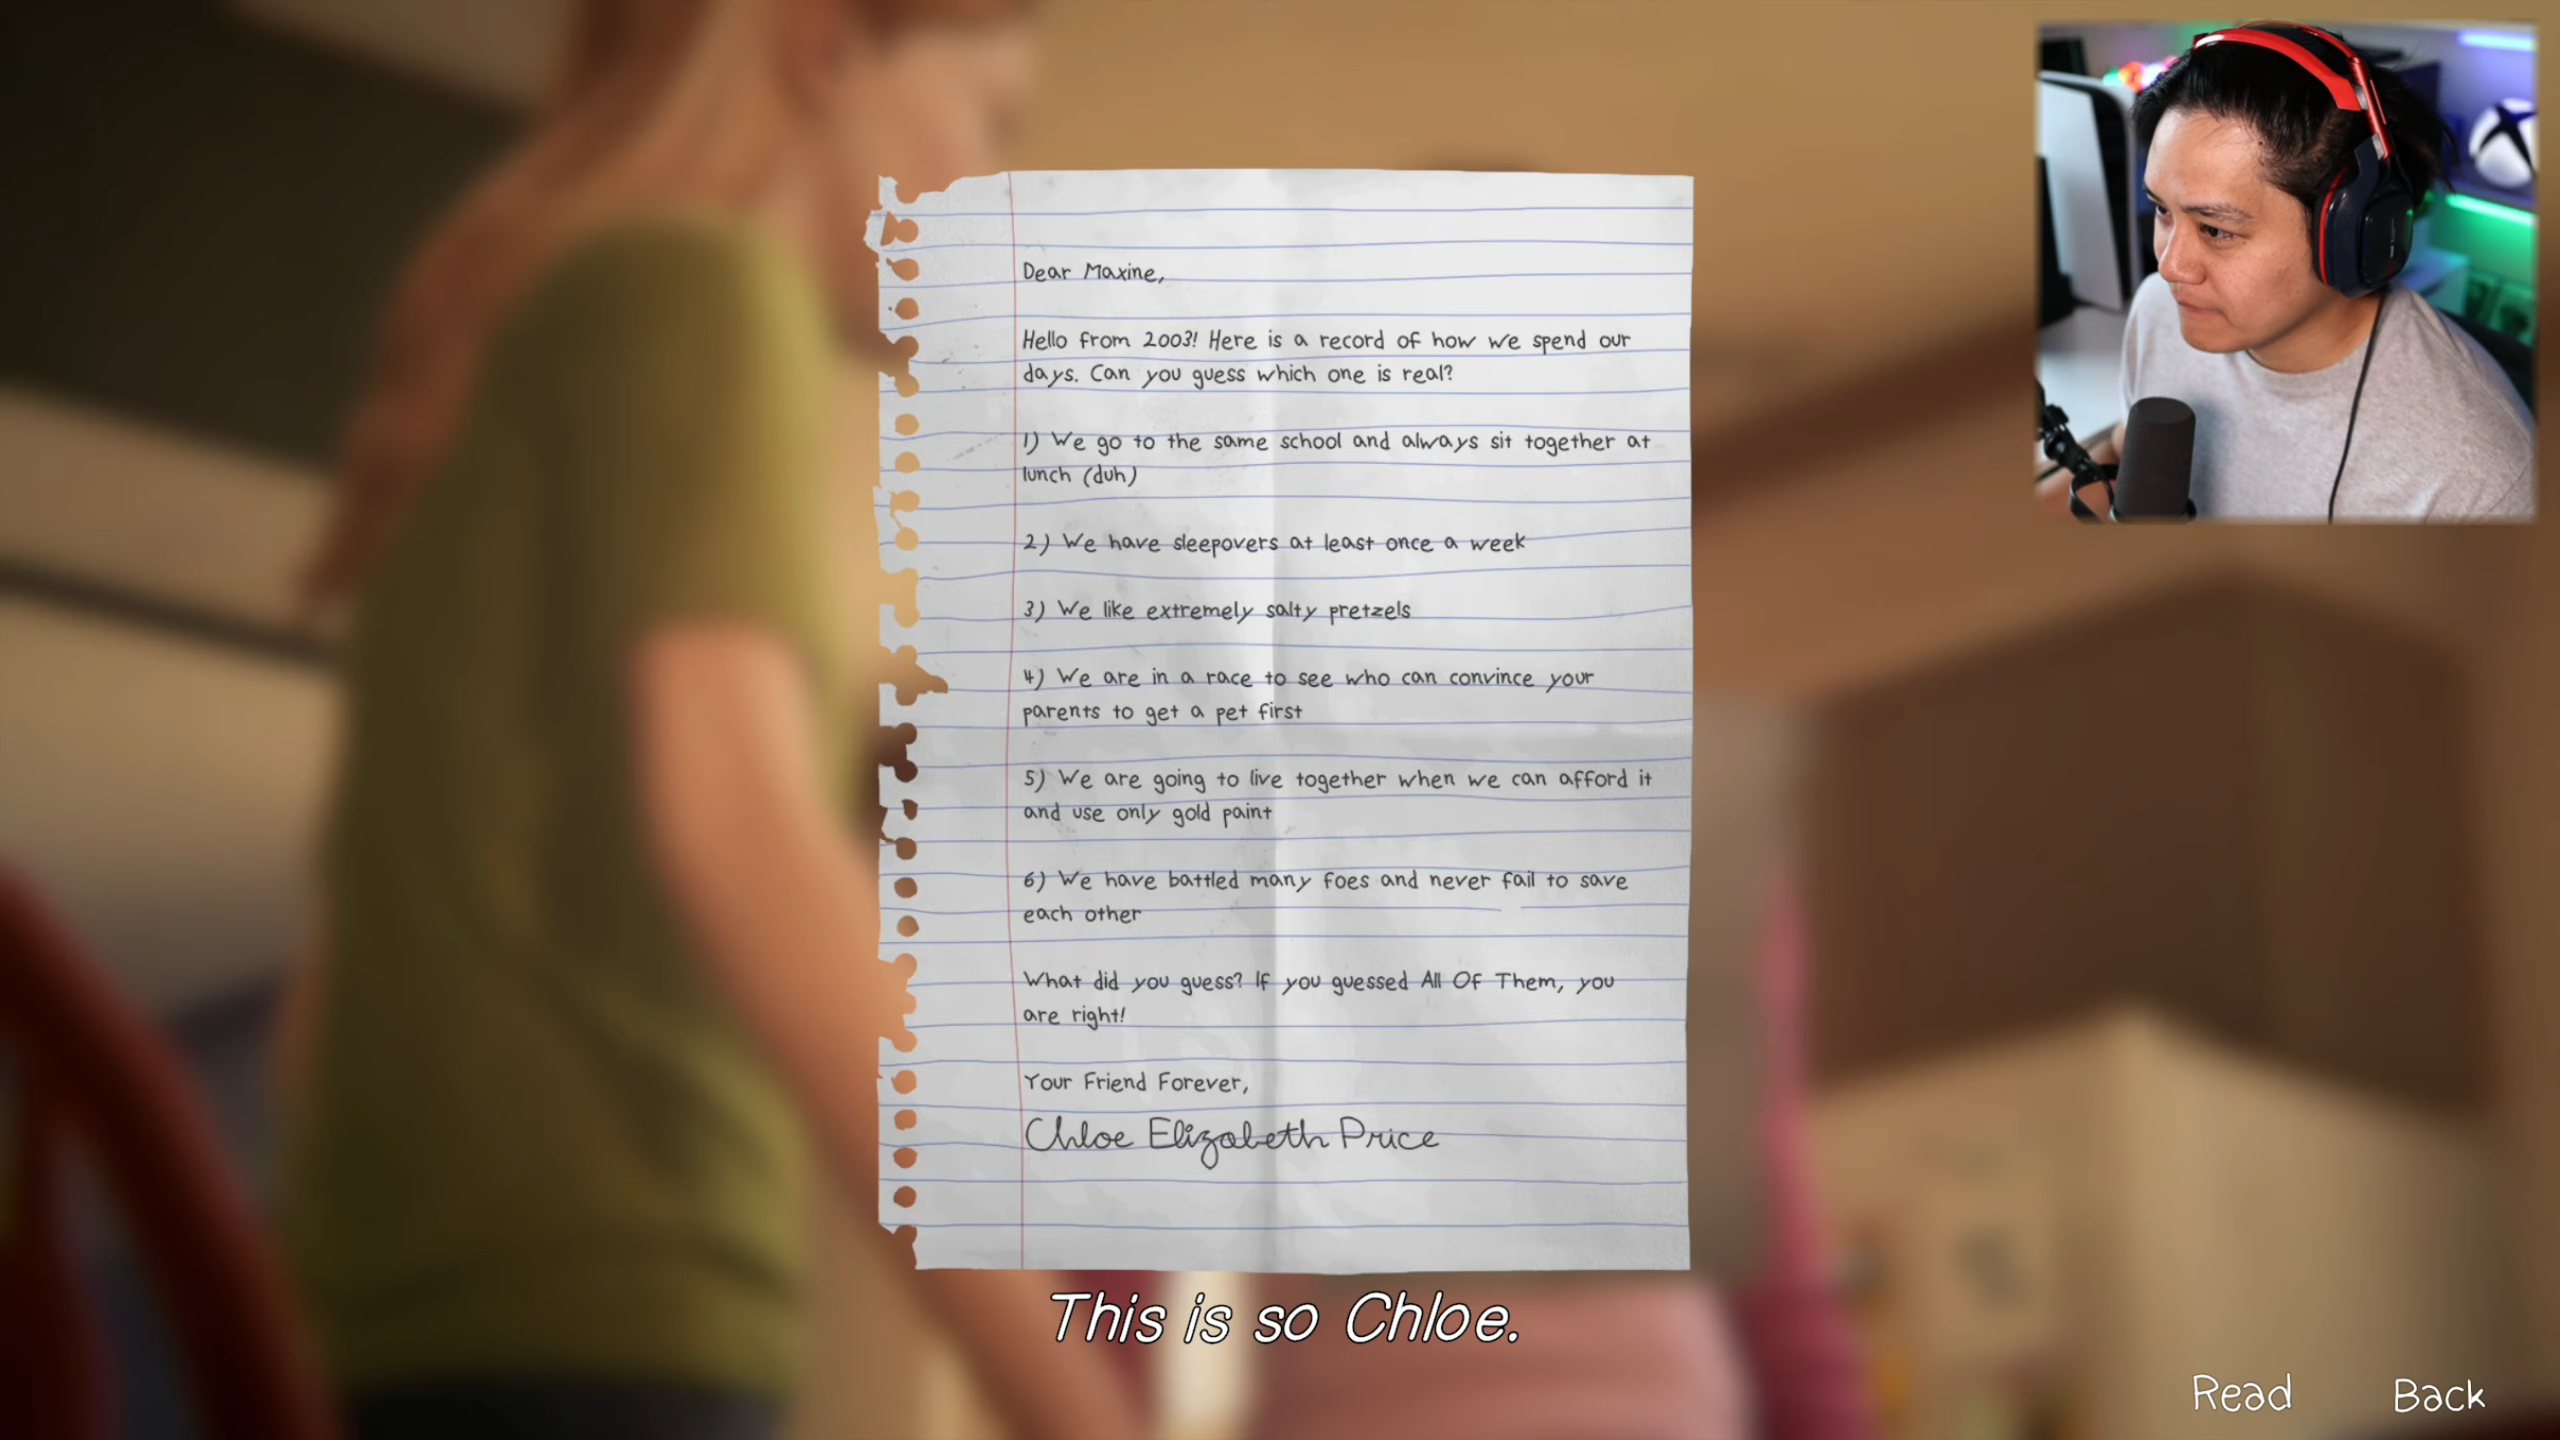 Dear Maxine,
Hello from 2003! Here is a record of how we spend our
days. Can you guess which one is real?
1) We go to the same school and always sit together at
lunch (duh)
2) We have sleepovers at least once a week
3) We like extremely salty pretzels
4) We are in a race to see who can convince your
parents to get a pet first
5) We are going to live together when we can afford it
and use only gold paint
6) We have battled many foes and never fail to save
each other
What did you guess? If you guessed All Of Them, you
are right!
Your Friend Forever,
Chloe Elizabeth Price
This is so Chloe.
Read Back